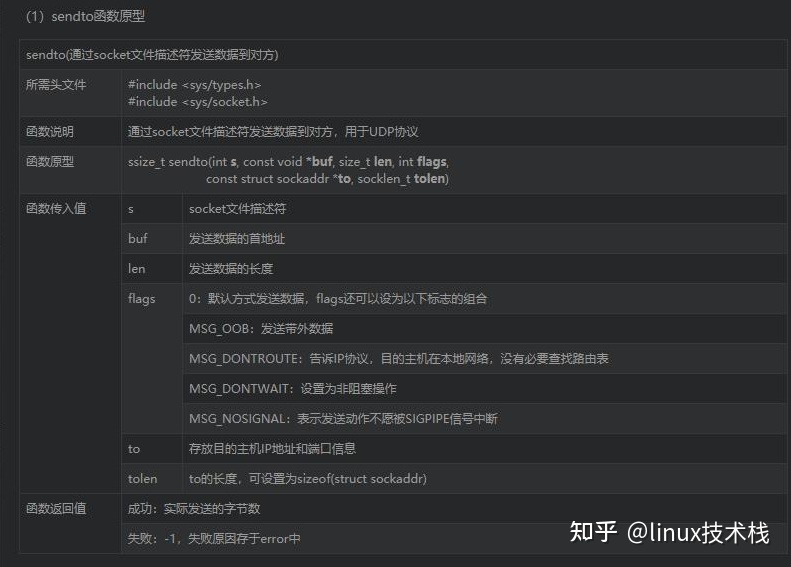 （1）sendto函数原型
sendto(通过socket文件描述符发送数据到对方)
所需头文件
#include <sys/types.h>
#include <sys/socket.h>
函数说明
通过socket文件描述符发送数据到对方，用于UDP协议
函数原型
ssize_t sendto(int s, const void *buf, size_t len, int flags,
const struct sockaddr *to, socklen_t tolen)
函数传入值
s
socket文件描述符
buf
发送数据的首地址
len
发送数据的长度
flags
0：默认方式发送数据，flags还可以设为以下标志的组合
MSG_OOB：发送带外数据
MSG_DONTROUTE：告诉IP协议，目的主机在本地网络，没有必要查找路由表
MSG_DONTWAIT：设置为非阻塞操作
MSG_NOSIGNAL：表示发送动作不愿被SIGPIPE信号中断
to
存放目的主机IP地址和端口信息
tolen
to的长度，可设置为sizeof(struct sockaddr)
函数返回值
成功：实际发送的字节数
失败：-1，失败原因存于error中
知乎 @linux技术栈